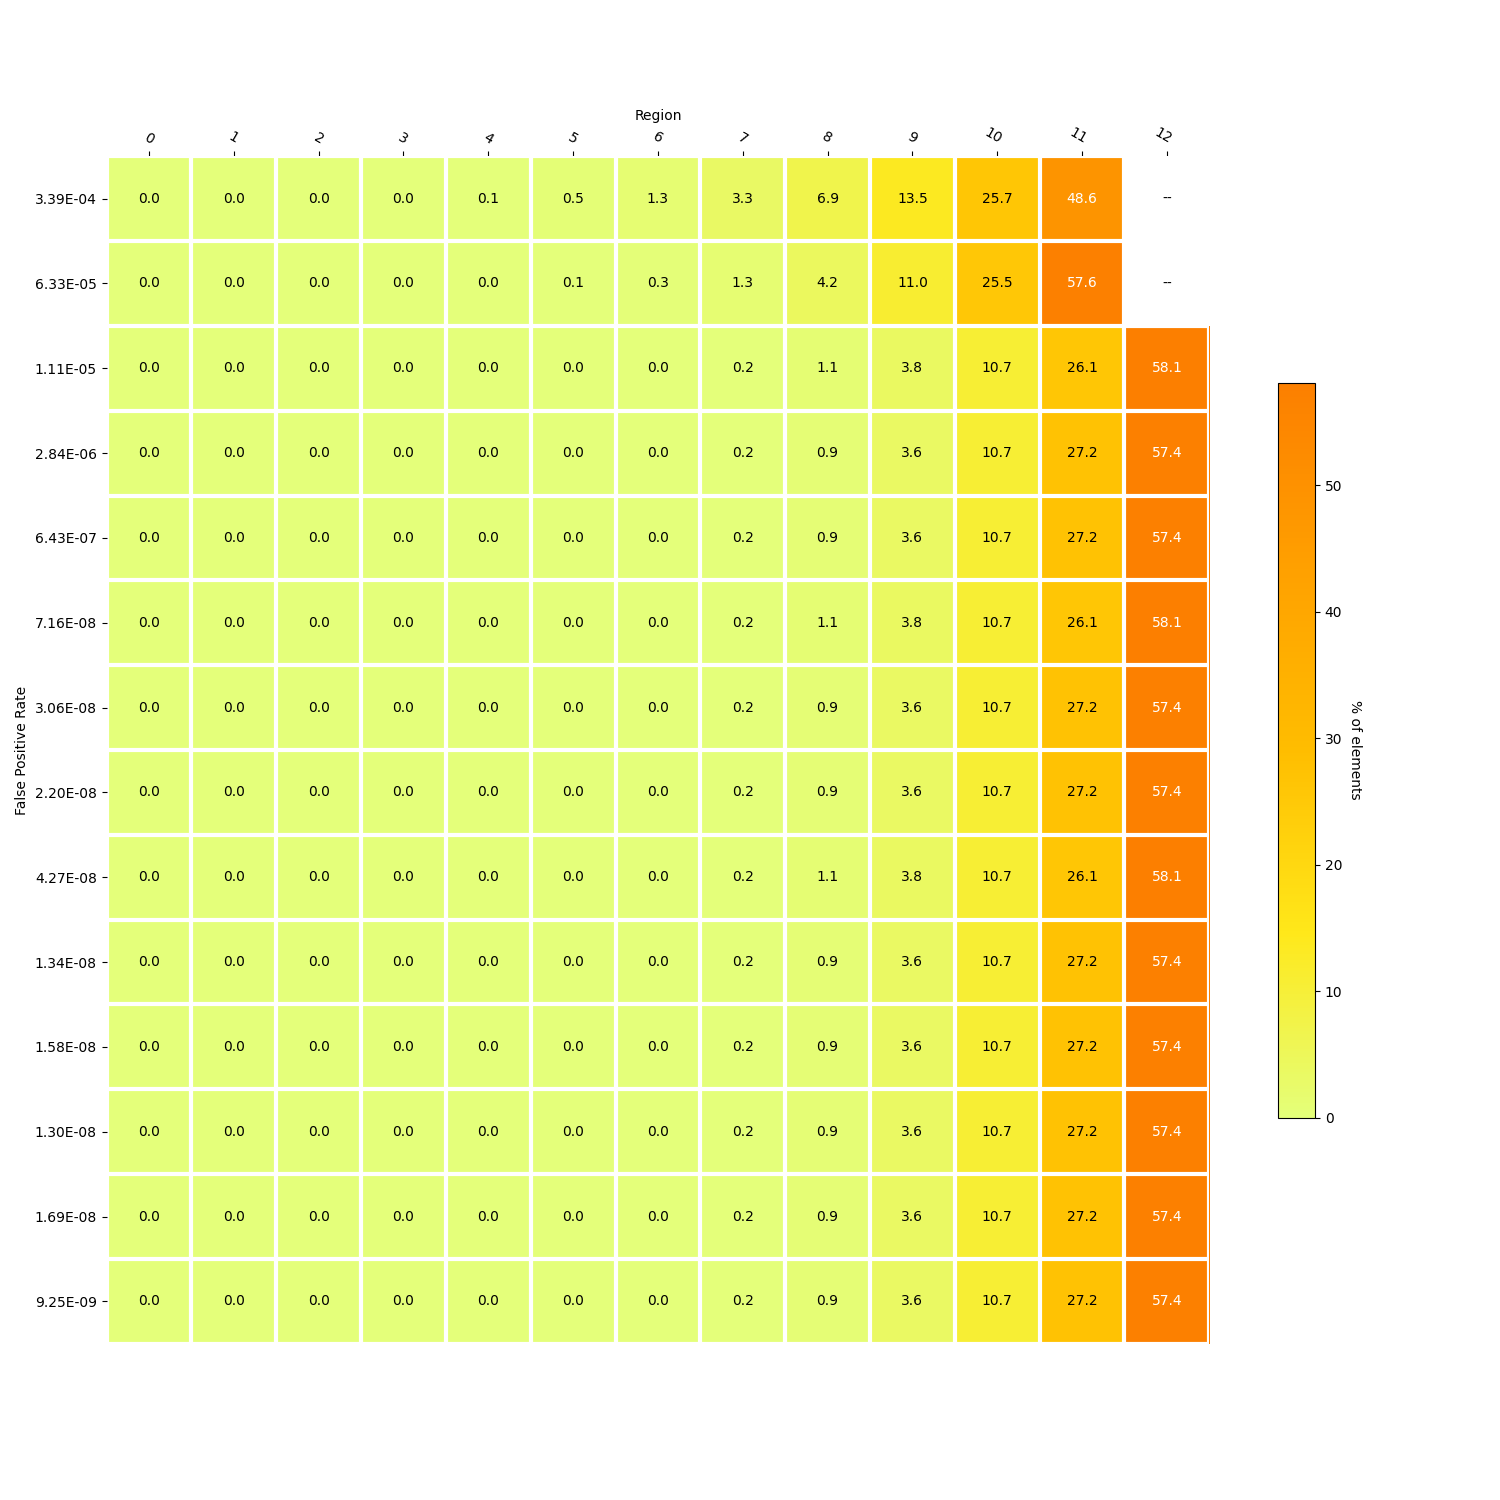 Region
0 1 2 3 4 5 6 7 8 9 10 11 12
3.39E-04 0.0 0.0 0.0 0.0 0.1 0.5 1.3 3.3 6.9 13.5 25.7 48.6 --
6.33E-05 0.0 0.0 0.0 0.0 0.0 0.1 0.3 1.3 4.2 11.0 25.5 57.6 --
1.11E-05 0.0 0.0 0.0 0.0 0.0 0.0 0.0 0.2 1.1 3.8 10.7 26.1 58.1
2.84E-06 0.0 0.0 0.0 0.0 0.0 0.0 0.0 0.2 0.9 3.6 10.7 27.2 57.4
6.43E-07 0.0 0.0 0.0 0.0 0.0 0.0 0.0 0.2 0.9 3.6 10.7 27.2 57.4
7.16E-08 0.0 0.0 0.0 0.0 0.0 0.0 0.0 0.2 1.1 3.8 10.7 26.1 58.1
3.06E-08 0.0 0.0 0.0 0.0 0.0 0.0 0.0 0.2 0.9 3.6 10.7 27.2 57.4
2.20E-08 0.0 0.0 0.0 0.0 0.0 0.0 0.0 0.2 0.9 3.6 10.7 27.2 57.4
4.27E-08 0.0 0.0 0.0 0.0 0.0 0.0 0.0 0.2 1.1 3.8 10.7 26.1 58.1
1.34E-08 0.0 0.0 0.0 0.0 0.0 0.0 0.0 0.2 0.9 3.6 10.7 27.2 57.4
1.58E-08 0.0 0.0 0.0 0.0 0.0 0.0 0.0 0.2 0.9 3.6 10.7 27.2 57.4
1.30E-08 0.0 0.0 0.0 0.0 0.0 0.0 0.0 0.2 0.9 3.6 10.7 27.2 57.4
1.69E-08 0.0 0.0 0.0 0.0 0.0 0.0 0.0 0.2 0.9 3.6 10.7 27.2 57.4
9.25E-09 0.0 0.0 0.0 0.0 0.0 0.0 0.0 0.2 0.9 3.6 10.7 27.2 57.4
False Positive Rate
50
40
30
20
10
0
% of elements